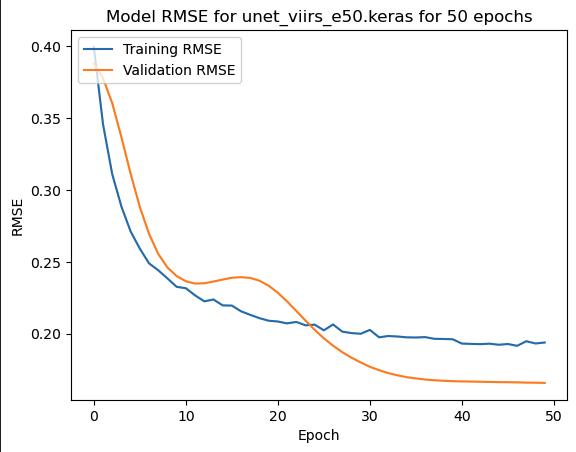 Model RMSE for unet_viirs_e50.keras for 50 epochs
Training RMSE
Validation RMSE
0.40
0.35
0.30
0.25
0.20
RMSE
0 10 20 30 40 50
Epoch